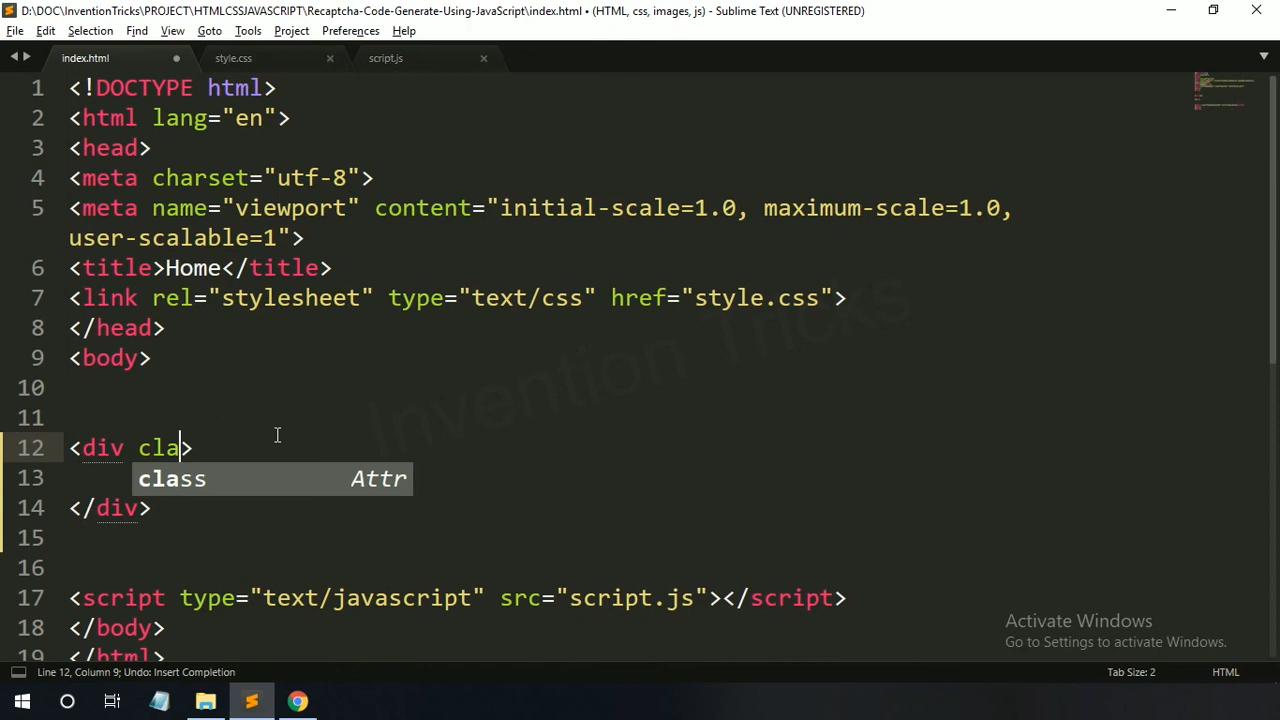 D:\DOC\InventionTricks\PROJECT\HTMLCSSJAVASCRIPT\Recaptcha-Code-Generate-Using-JavaScript\index.html • (HTML, css, images, js) - Sublime Text (UNREGISTERED)
File Edit Selection Find View Goto Tools Project Preferences Help
index.html style.css script.js
1 <!DOCTYPE html>
2 <html lang="en">
3 <head>
4 <meta charset="utf-8">
5 <meta name="viewport" content="initial-scale=1.0, maximum-scale=1.0,
user-scalable=1">
6 <title>Home</title>
7 <link rel="stylesheet" type="text/css" href="style.css">
8 </head>
9 <body>
10
11
12 <div cla>
class Attr
13
14 </div>
15
16
17 <script type="text/javascript" src="script.js"></script>
18 </body>
19 </html>
Invention Tricks
Activate Windows
Go to Settings to activate Windows.
Line 12, Column 9; Undo: Insert Completion Tab Size: 2 HTML